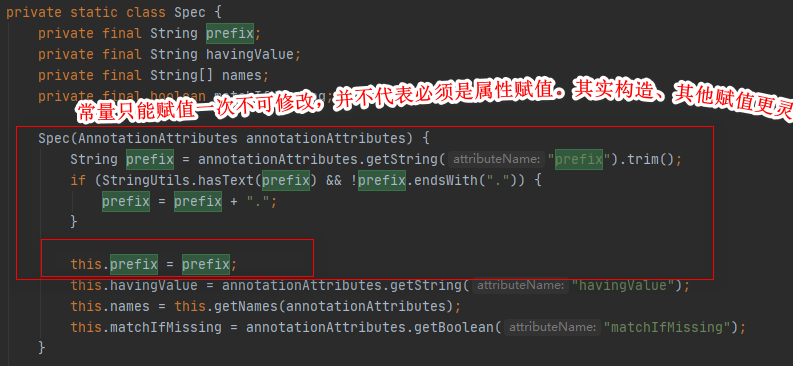 private static class Spec {
private final String prefix;
private final String havingValue;
private final String[] names;
private final boolean
常量只能赋值一次不可修改，并不代表必须是属性赋值。其实构造、其他赋值更灵
Spec(AnnotationAttributes annotationAttributes) {
String prefix = annotationAttributes.getString( attributeName: "prefix").trim();
if (StringUtils.hasText(prefix) && !prefix.endsWith(".")) {
prefix = prefix + ".";
}
this.prefix = prefix;
this.havingValue = annotationAttributes.getString( attributeName: "havingValue");
this.names = this.getNames(annotationAttributes);
this.matchIfMissing = annotationAttributes.getBoolean( attributeName: "matchIfMissing");
}